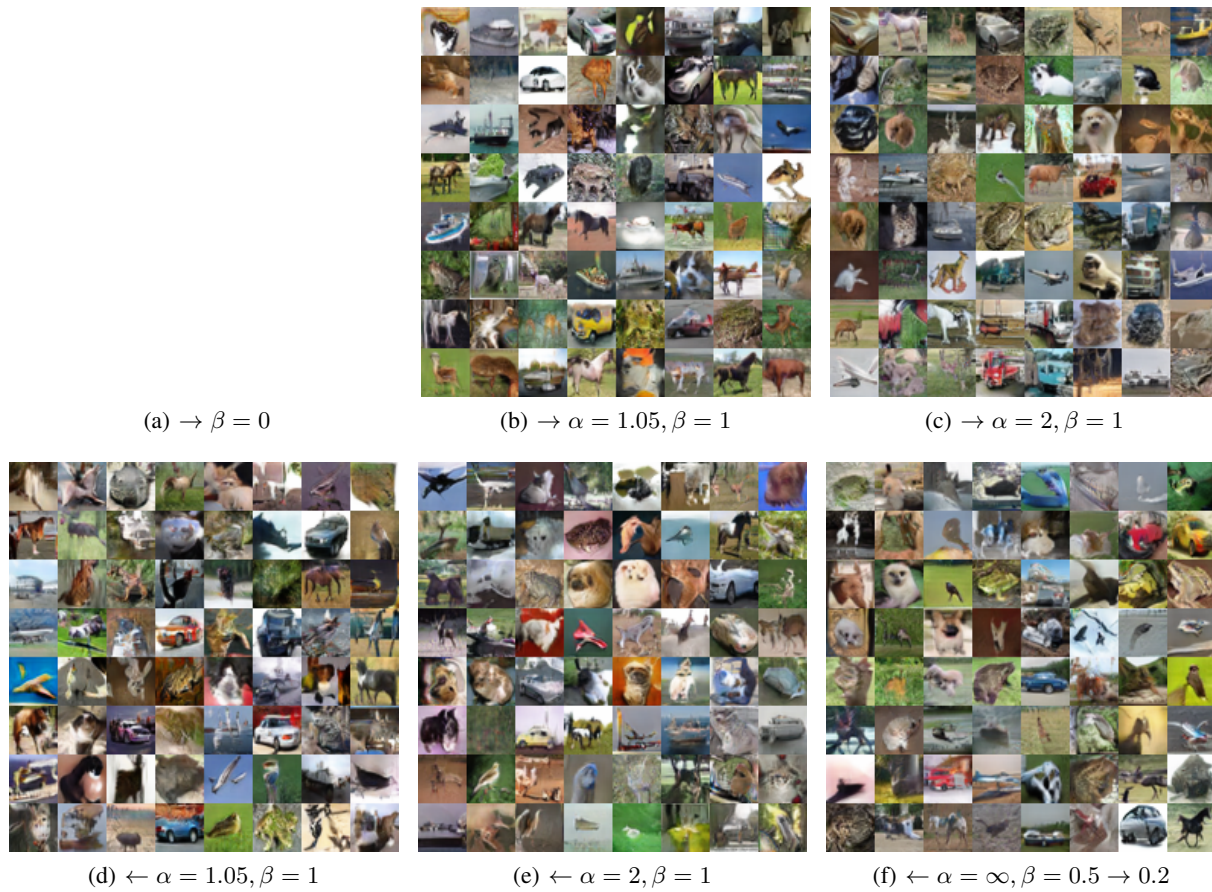 (a) → β = 0
(b) → α = 1.05, β = 1
(c) → α = 2, β = 1
(d) ← α = 1.05, β = 1
(e) ← α = 2, β = 1
(f) ← α = ∞, β = 0.5 → 0.2